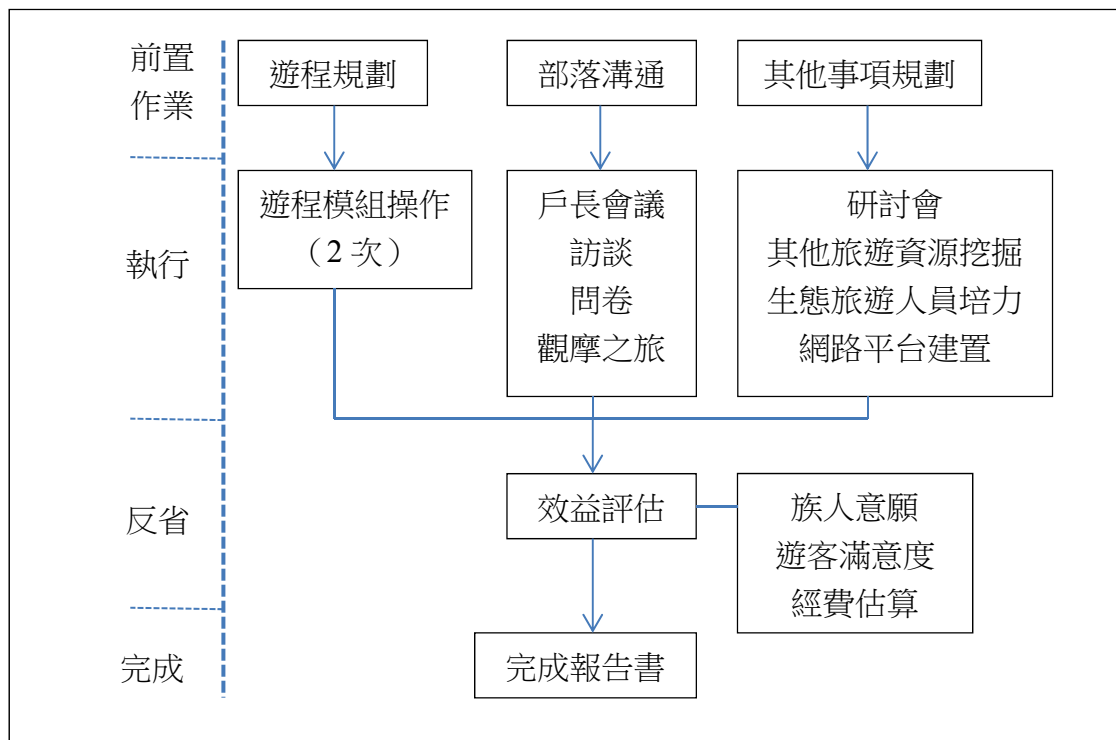 前置
作業
遊程規劃
部落溝通
其他事項規劃
執行
遊程模組操作
（2 次）
戶長會議
訪談
問卷
觀摩之旅
研討會
其他旅遊資源挖掘
生態旅遊人員培力
網路平台建置
反省
效益評估
族人意願
遊客滿意度
經費估算
完成
完成報告書